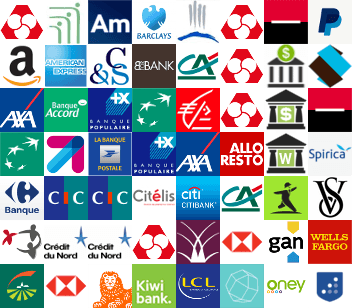 Am
BARCLAYS
a
AMERICAN
EXPRESS
C
&S
BforBANK
CA
$
AXA
Banque
Accord
+X
BANQUE
POPULAIRE
$
LA BANQUE
POSTALE
+X
BANQUE
POPULAIRE
AXA
ALLO
RESTO
W
Spirica
Banque
CIC
CIC
Citélis
citi
CITIBANK
CA
VS
Crédit
du Nord
Crédit
du Nord
gan
WELLS
FARGO
Kiwi
bank.
LCL
oney